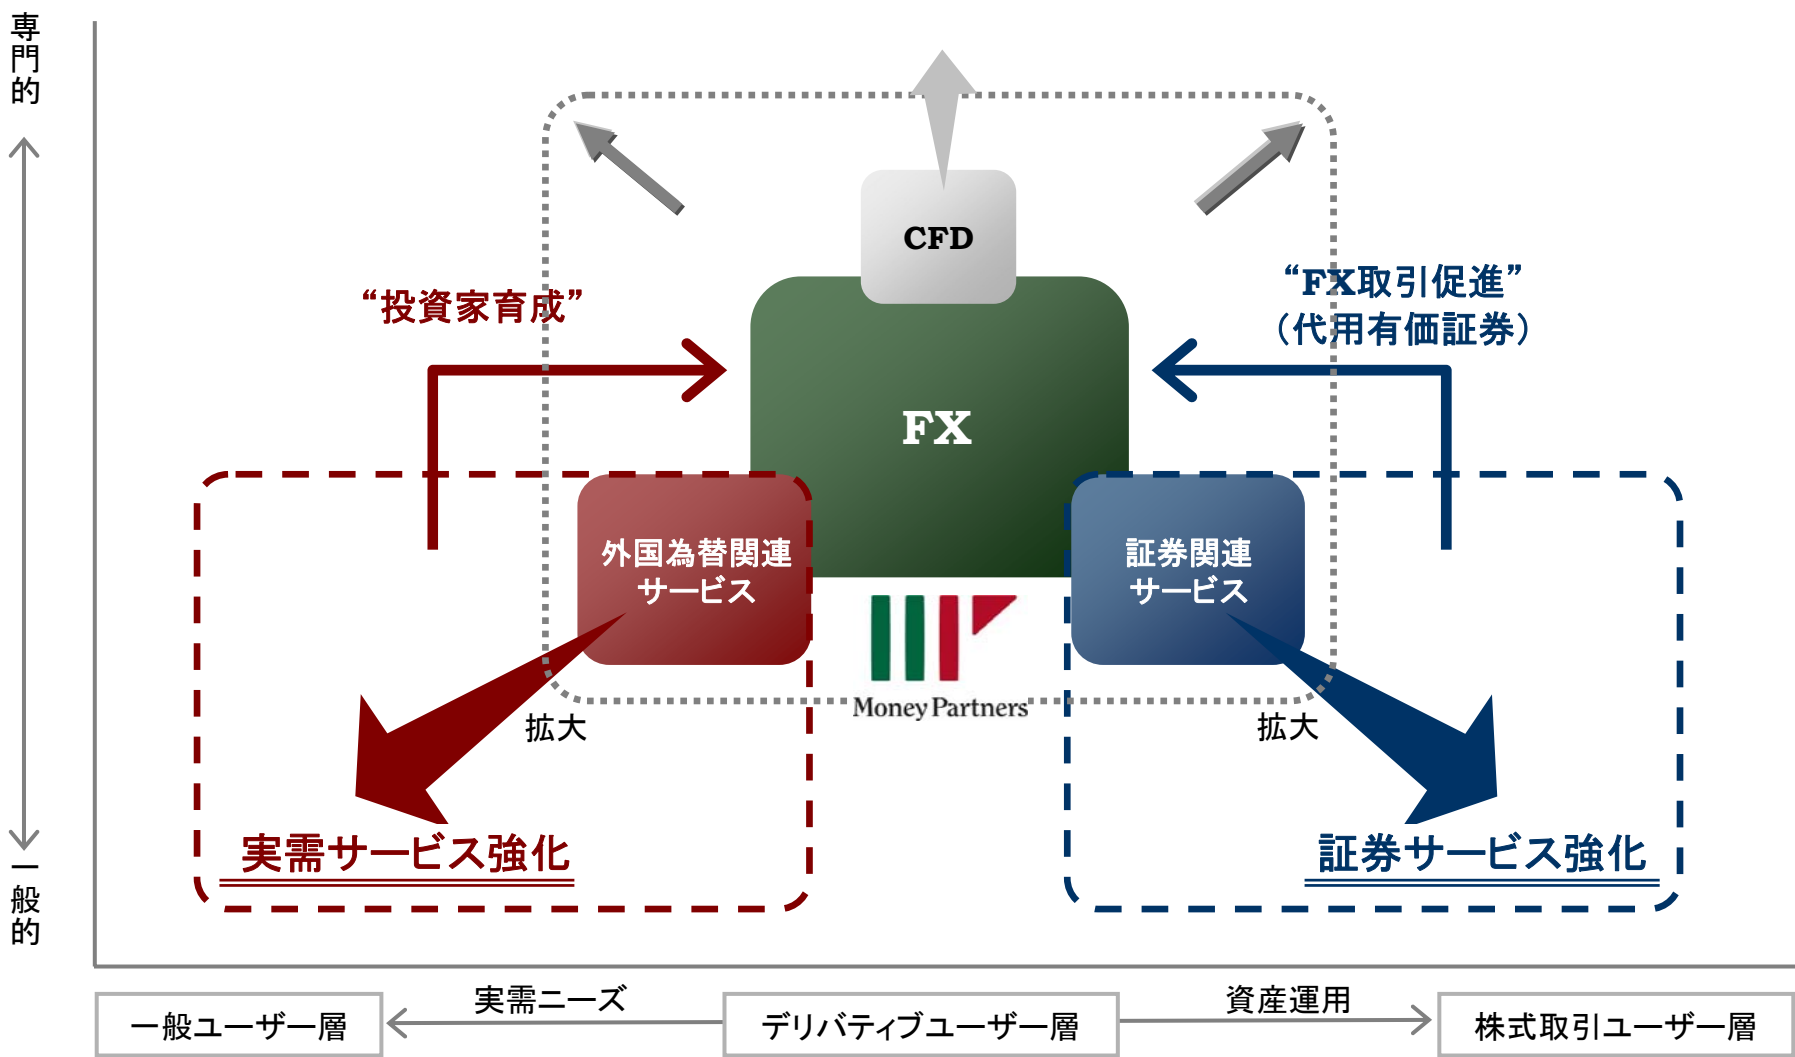 専門的
CFD
“投資家育成”
“FX取引促進”
（代用有価証券）
FX
外国為替関連
サービス
証券関連
サービス
Money Partners
拡大
拡大
実需サービス強化
証券サービス強化
一般的
実需ニーズ
資産運用
一般ユーザー層
デリバティブユーザー層
株式取引ユーザー層